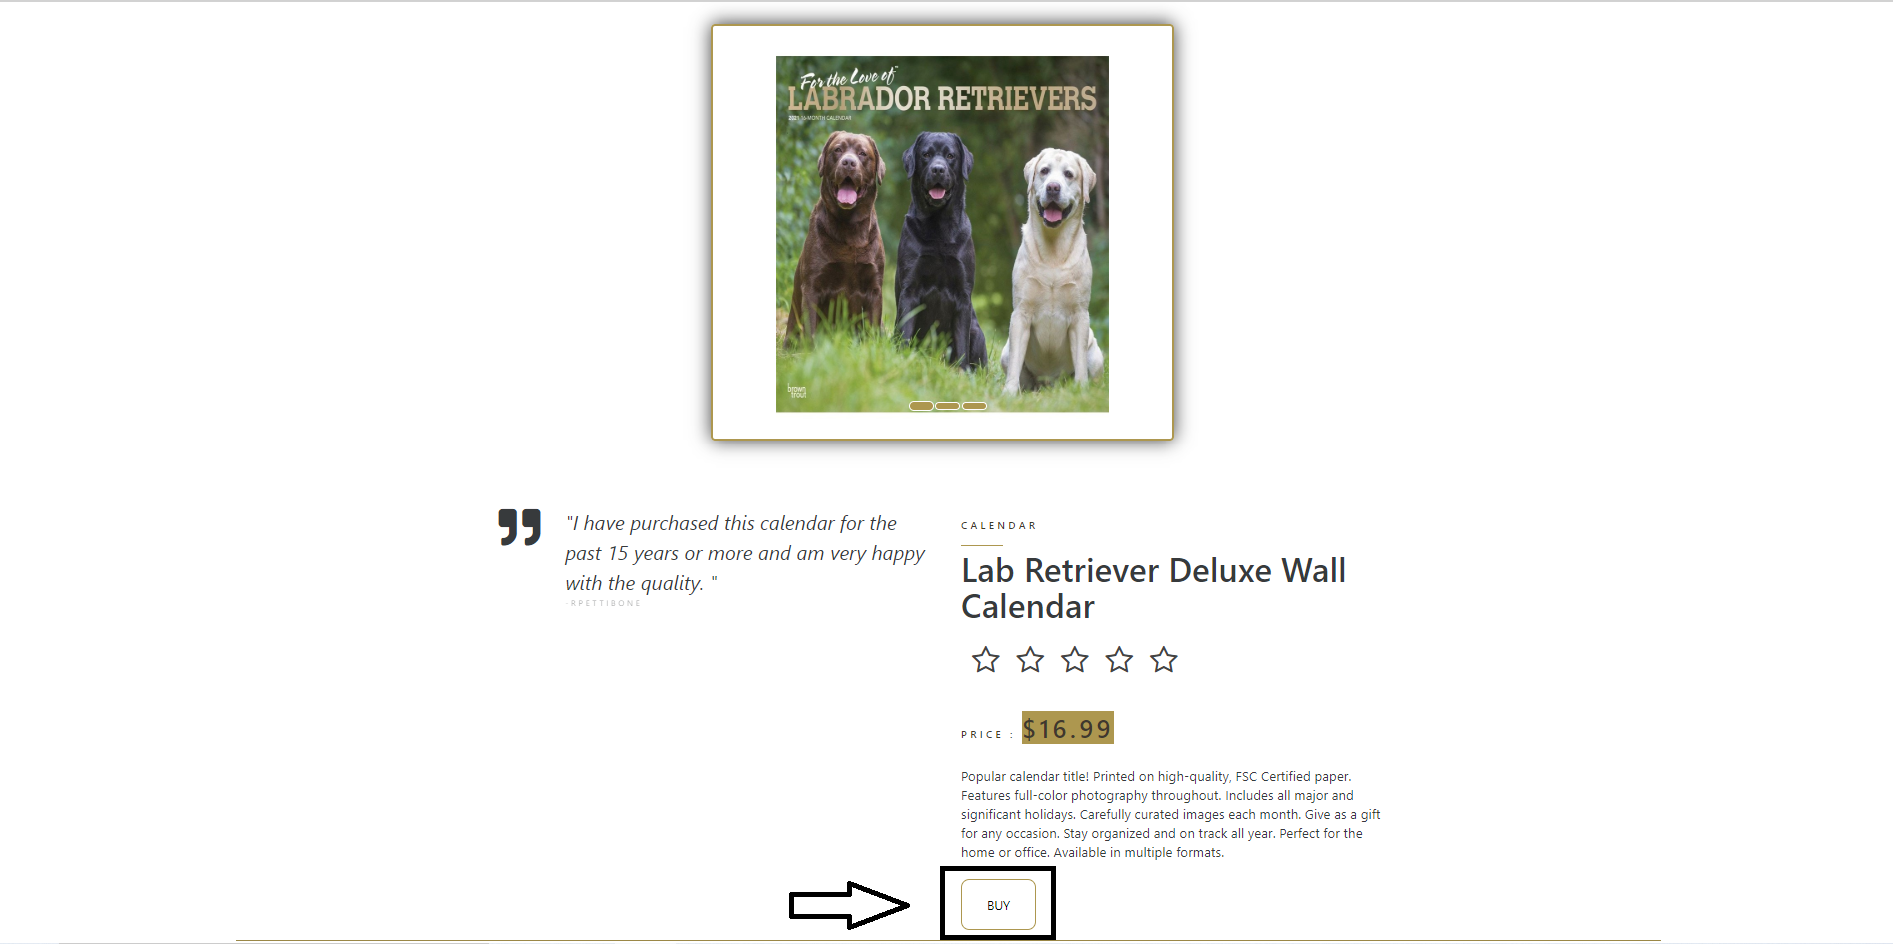 For the Love of
LABRADOR RETRIEVERS
2021 16-MONTH CALENDAR
brown
trout
"I have purchased this calendar for the
past 15 years or more and am very happy
with the quality. "
-RPETTIBONE
CALENDAR
Lab Retriever Deluxe Wall
Calendar
PRICE : $16.99
Popular calendar title! Printed on high-quality, FSC Certified paper.
Features full-color photography throughout. Includes all major and
significant holidays. Carefully curated images each month. Give as a gift
for any occasion. Stay organized and on track all year. Perfect for the
home or office. Available in multiple formats.
BUY